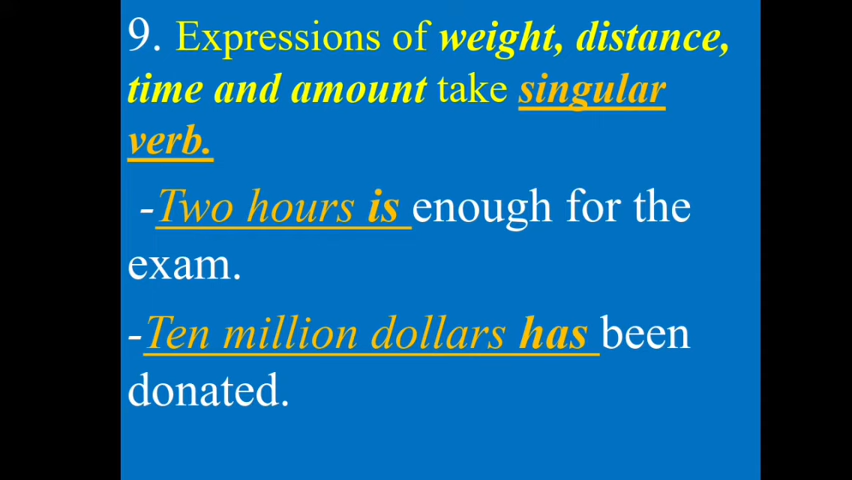 9. Expressions of weight, distance,
time and amount take singular
verb.
-Two hours is enough for the
exam.
-Ten million dollars has been
donated.